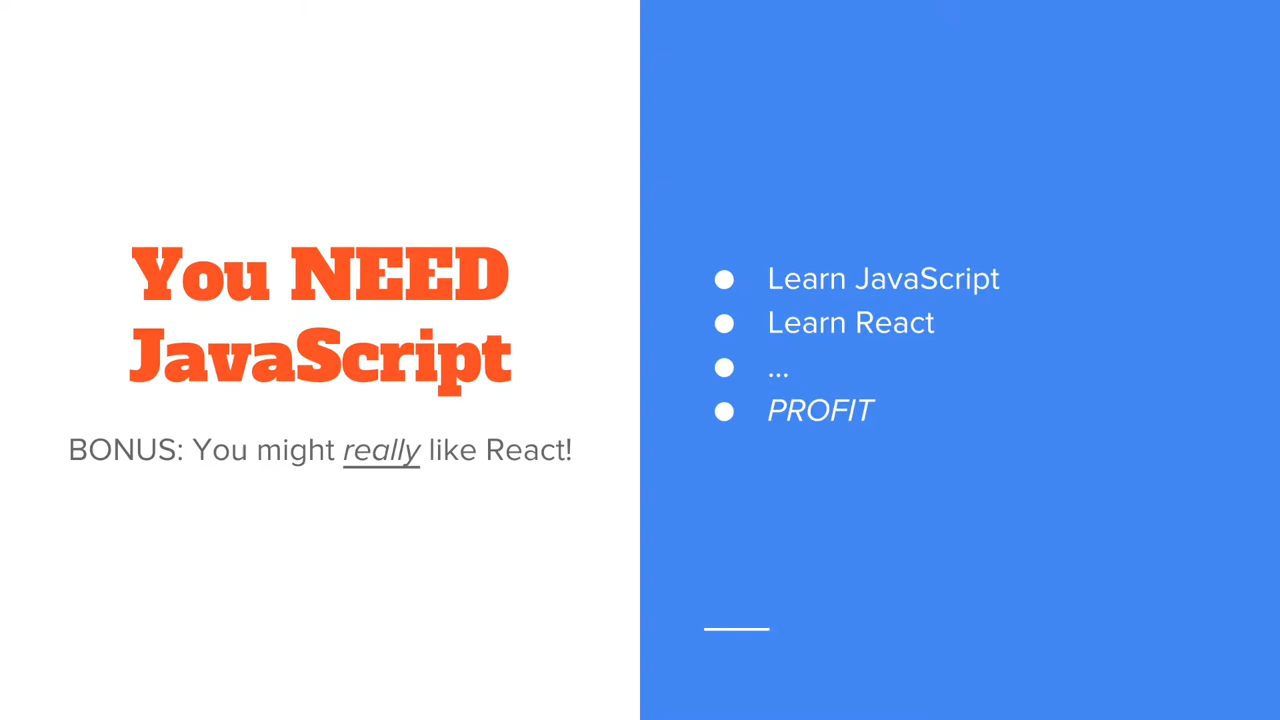 You NEED
JavaScript
BONUS: You might really like React!
● Learn JavaScript
● Learn React
● ...
● PROFIT